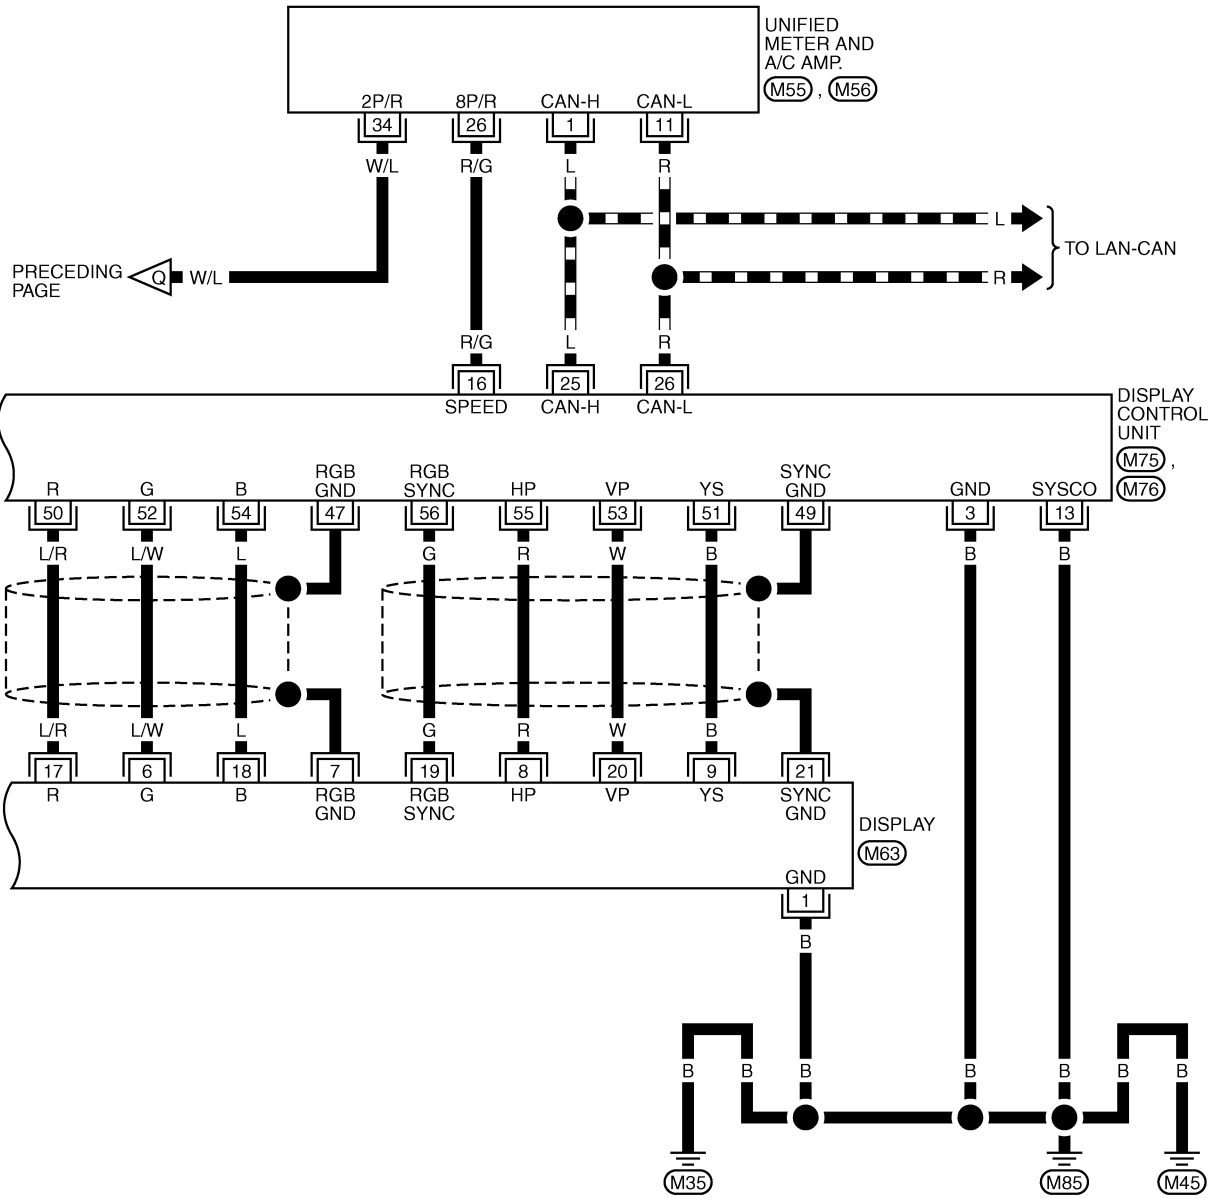 UNIFIED
METER AND
A/C AMP.
M55 , M56
2P/R 8P/R CAN-H CAN-L
34 26 1 11
W/L R/G L R
L
TO LAN-CAN
PRECEDING
PAGE
Q W/L
R
R/G L R
16 25 26
SPEED CAN-H CAN-L
DISPLAY
CONTROL
UNIT
M75 ,
M76
R G B RGB GND RGB SYNC HP VP YS SYNC GND GND SYSCO
50 52 54 47 56 55 53 51 49 3 13
L/R L/W L G R W B B B
L/R L/W L G R W B
17 6 18 7 19 8 20 9 21
R G B RGB GND RGB SYNC HP VP YS SYNC GND
DISPLAY
M63
GND
1
B
B B B B B B B
M35 M85 M45